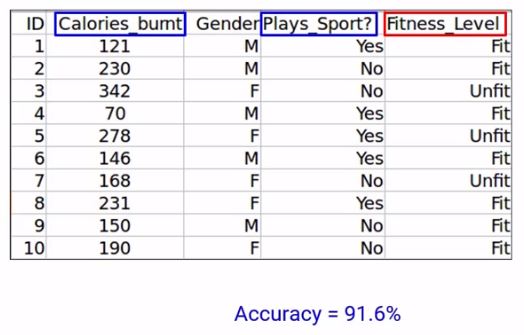 ID Calories_burnt Gender Plays_Sport? Fitness_Level
1 121 M Yes Fit
2 230 M No Fit
3 342 F No Unfit
4 70 M Yes Fit
5 278 F Yes Unfit
6 146 M Yes Fit
7 168 F No Unfit
8 231 F Yes Fit
9 150 M No Fit
10 190 F No Fit
Accuracy = 91.6%